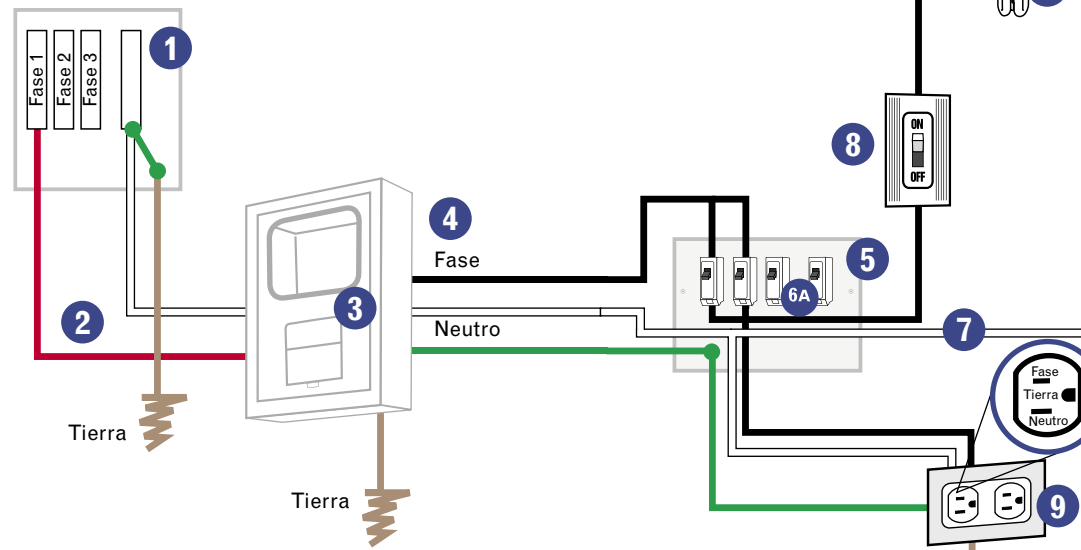 Fase 1
Fase 2
Fase 3
1
ON
OFF
8
4
Fase
5
6A
3
2
Neutro
7
Fase
Tierra
Neutro
Tierra
Tierra
9